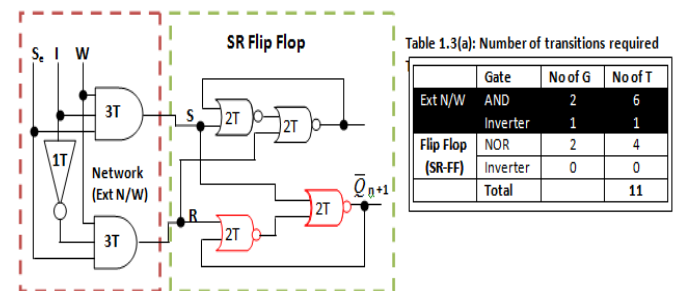 SR Flip Flop
Se I W
3T
1T
Network
(Ext N/W)
3T
S
R
2T
2T
2T
2T
Q̅ n+1
Table 1.3(a): Number of transitions required
Gate No of G No of T
Ext N/W AND 2 6
Inverter 1 1
Flip Flop NOR 2 4
(SR-FF) Inverter 0 0
Total 11